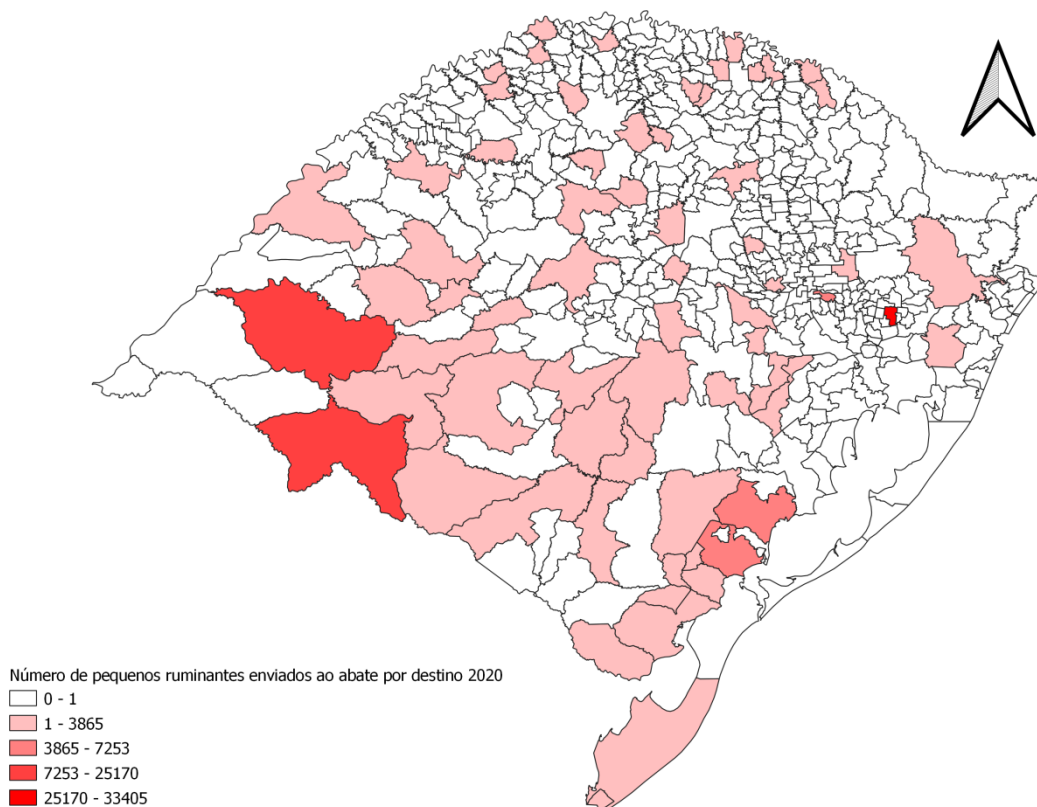 Número de pequenos ruminantes enviados ao abate por destino 2020
0 - 1
1 - 3865
3865 - 7253
7253 - 25170
25170 - 33405